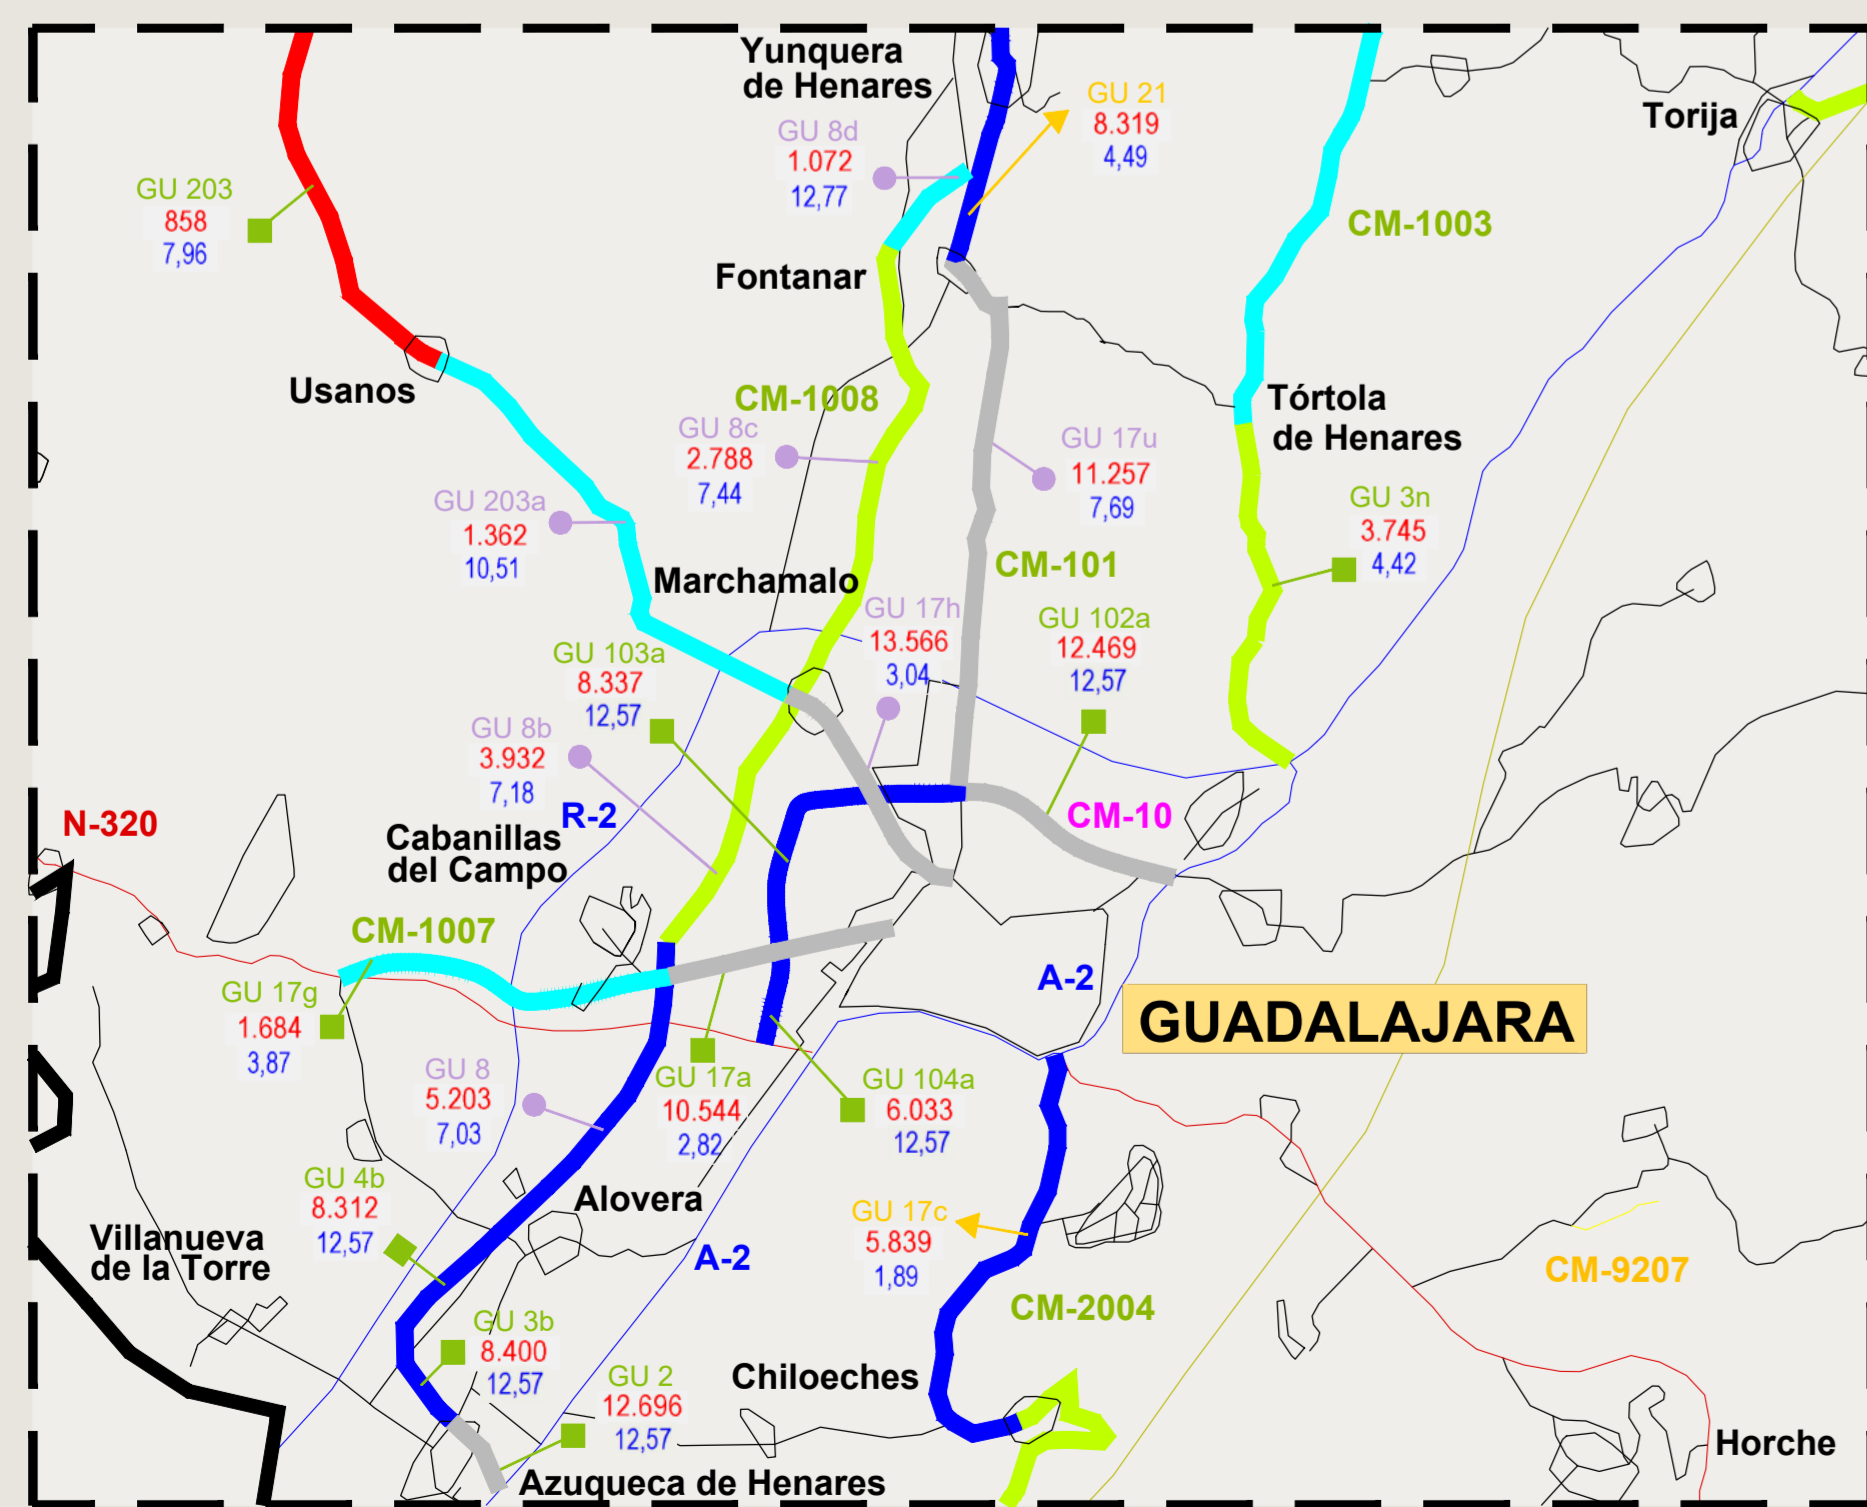 Yunquera
de Henares
GU 21
8.319
4,49
Torija
GU 8d
1.072
12,77
GU 203
858
7,96
CM-1003
Fontanar
Usanos
CM-1008
Tórtola
de Henares
GU 8c
2.788
7,44
GU 17u
11.257
7,69
GU 203a
1.362
10,51
GU 3n
3.745
4,42
CM-101
Marchamalo
GU 17h
13.566
3,04
GU 102a
12.469
12,57
GU 103a
8.337
12,57
GU 8b
3.932
7,18
N-320
R-2
CM-10
Cabanillas
del Campo
CM-1007
A-2
GUADALAJARA
GU 17g
1.684
3,87
GU 8
5.203
7,03
GU 17a
10.544
2,82
GU 104a
6.033
12,57
GU 4b
8.312
12,57
Alovera
GU 17c
5.839
1,89
Villanueva
de la Torre
A-2
CM-9207
CM-2004
GU 3b
8.400
12,57
GU 2
12.696
12,57
Chiloeches
Horche
Azuqueca de Henares